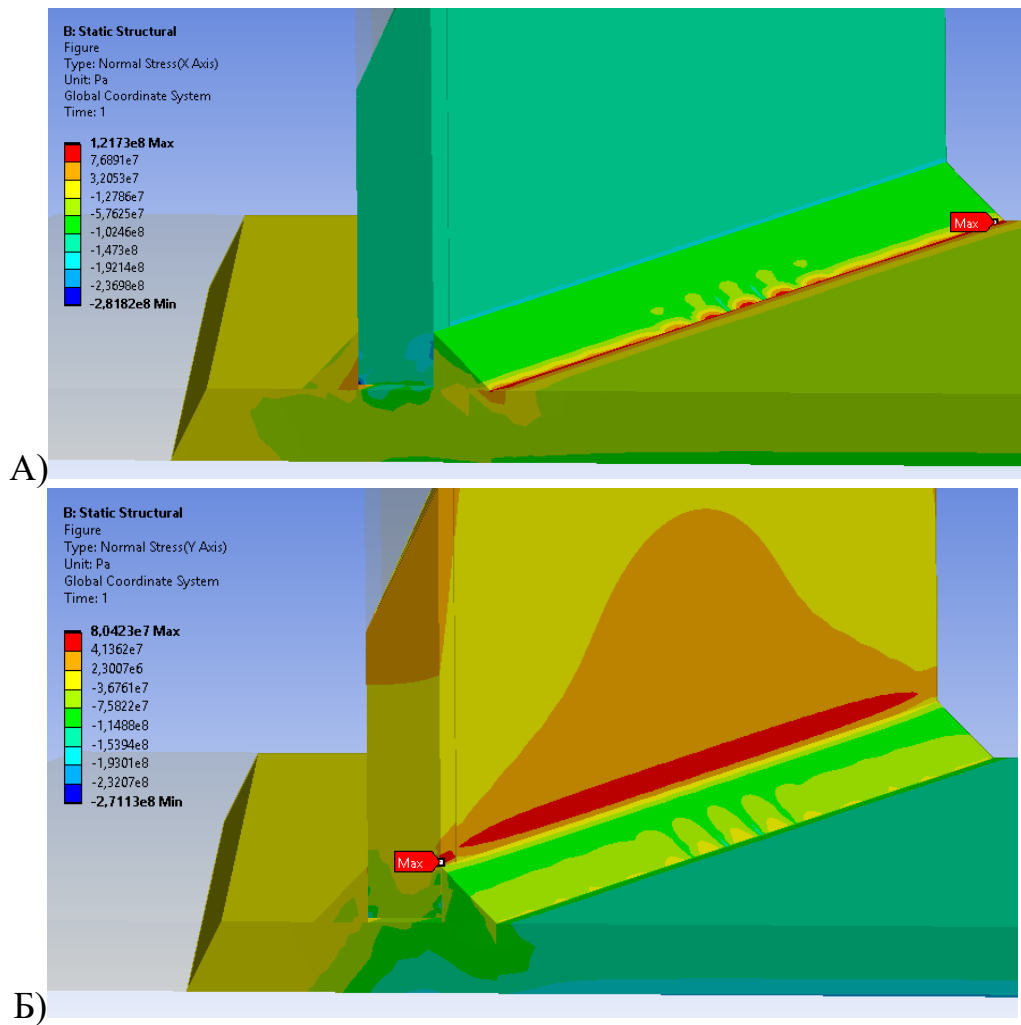 B: Static Structural
Figure
Type: Normal Stress(X Axis)
Unit: Pa
Global Coordinate System
Time: 1
1,2173e8 Max
7,6891e7
3,2053e7
-1,2786e7
-5,7625e7
-1,0246e8
-1,473e8
-1,9214e8
-2,3698e8
-2,8182e8 Min
Max
А)
B: Static Structural
Figure
Type: Normal Stress(Y Axis)
Unit: Pa
Global Coordinate System
Time: 1
8,0423e7 Max
4,1362e7
2,3007e6
-3,6761e7
-7,5822e7
-1,1488e8
-1,5394e8
-1,9301e8
-2,3207e8
-2,7113e8 Min
Max
Б)